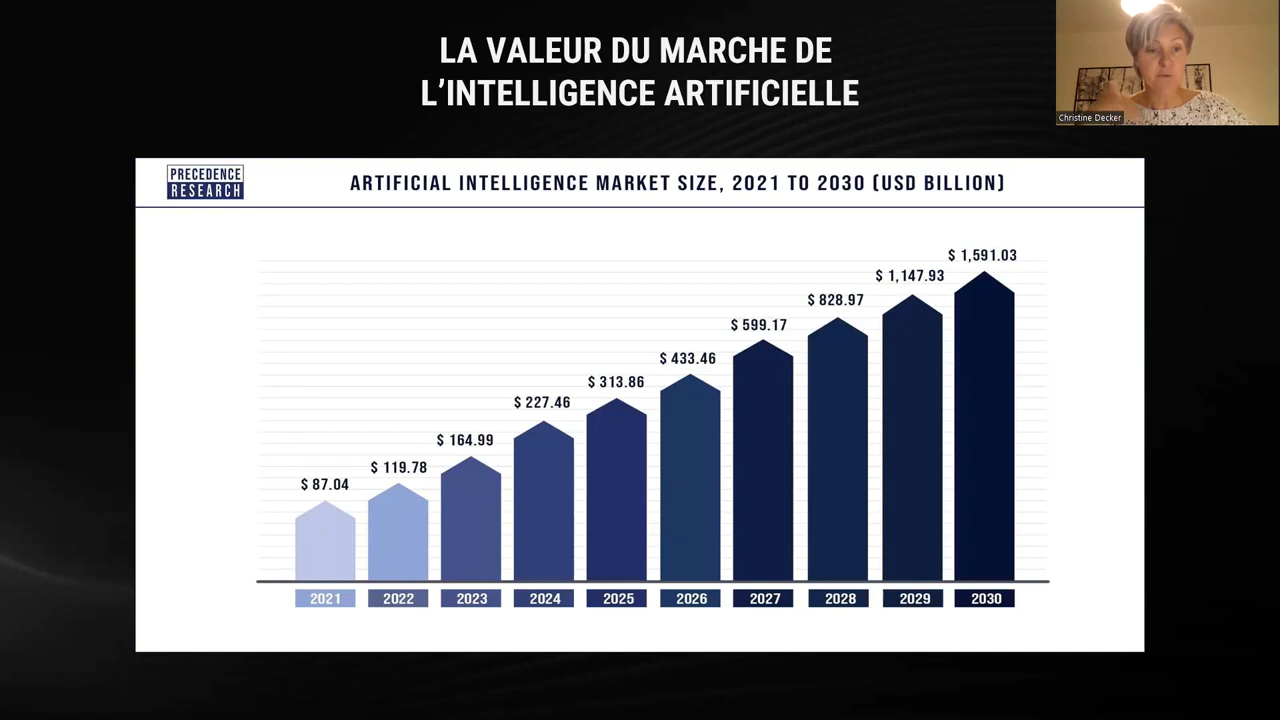 LA VALEUR DU MARCHE DE
L’INTELLIGENCE ARTIFICIELLE
Christine Decker
PRECEDENCE
RESEARCH
ARTIFICIAL INTELLIGENCE MARKET SIZE, 2021 TO 2030 (USD BILLION)
$ 87.04
$ 119.78
$ 164.99
$ 227.46
$ 313.86
$ 433.46
$ 599.17
$ 828.97
$ 1,147.93
$ 1,591.03
2021 2022 2023 2024 2025 2026 2027 2028 2029 2030